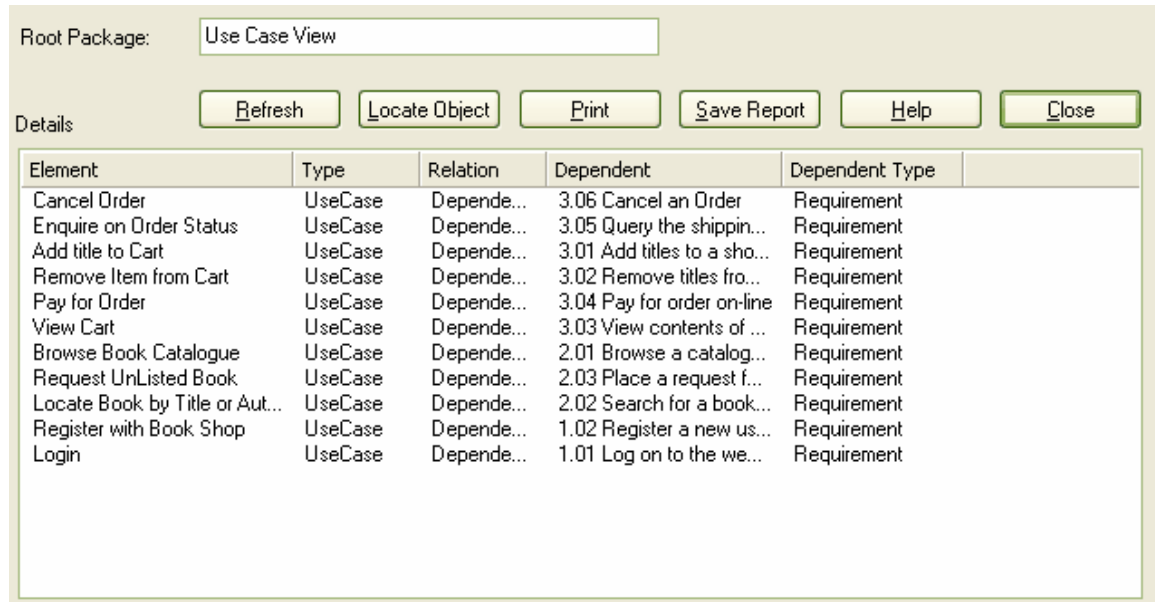 Root Package: Use Case View
Refresh Locate Object Print Save Report Help Close
Details
Element Type Relation Dependent Dependent Type
Cancel Order UseCase Depende... 3.06 Cancel an Order Requirement
Enquire on Order Status UseCase Depende... 3.05 Query the shippin... Requirement
Add title to Cart UseCase Depende... 3.01 Add titles to a sho... Requirement
Remove Item from Cart UseCase Depende... 3.02 Remove titles fro... Requirement
Pay for Order UseCase Depende... 3.04 Pay for order on-line Requirement
View Cart UseCase Depende... 3.03 View contents of ... Requirement
Browse Book Catalogue UseCase Depende... 2.01 Browse a catalog... Requirement
Request UnListed Book UseCase Depende... 2.03 Place a request f... Requirement
Locate Book by Title or Aut... UseCase Depende... 2.02 Search for a book... Requirement
Register with Book Shop UseCase Depende... 1.02 Register a new us... Requirement
Login UseCase Depende... 1.01 Log on to the we... Requirement